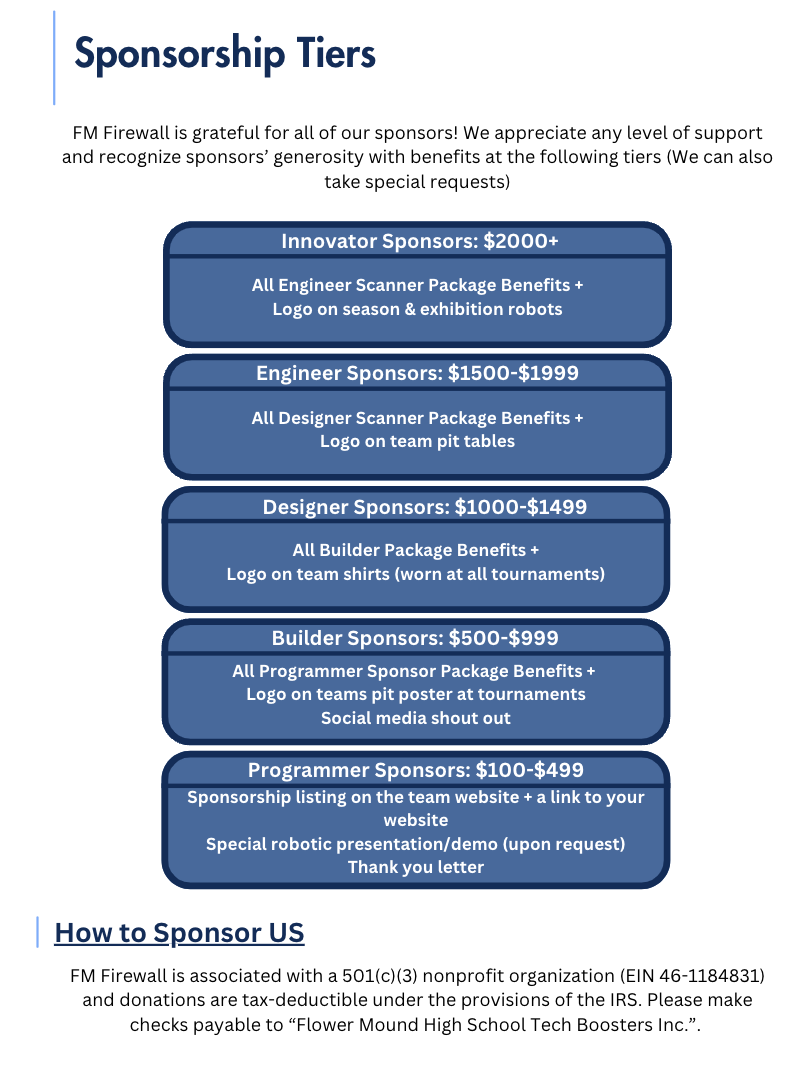 Sponsorship Tiers
FM Firewall is grateful for all of our sponsors! We appreciate any level of support
and recognize sponsors’ generosity with benefits at the following tiers (We can also
take special requests)
Innovator Sponsors: $2000+
All Engineer Scanner Package Benefits +
Logo on season & exhibition robots
Engineer Sponsors: $1500-$1999
All Designer Scanner Package Benefits +
Logo on team pit tables
Designer Sponsors: $1000-$1499
All Builder Package Benefits +
Logo on team shirts (worn at all tournaments)
Builder Sponsors: $500-$999
All Programmer Sponsor Package Benefits +
Logo on teams pit poster at tournaments
Social media shout out
Programmer Sponsors: $100-$499
Sponsorship listing on the team website + a link to your
website
Special robotic presentation/demo (upon request)
Thank you letter
How to Sponsor US
FM Firewall is associated with a 501(c)(3) nonprofit organization (EIN 46-1184831)
and donations are tax-deductible under the provisions of the IRS. Please make
checks payable to “Flower Mound High School Tech Boosters Inc.”.